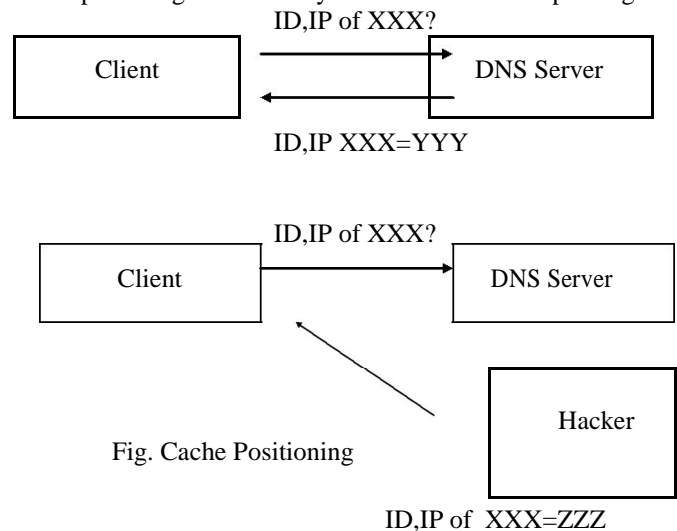 ID,IP of XXX?
Client
DNS Server
ID,IP XXX=YYY
ID,IP of XXX?
Client
DNS Server
Hacker
Fig. Cache Positioning
ID,IP of XXX=ZZZ